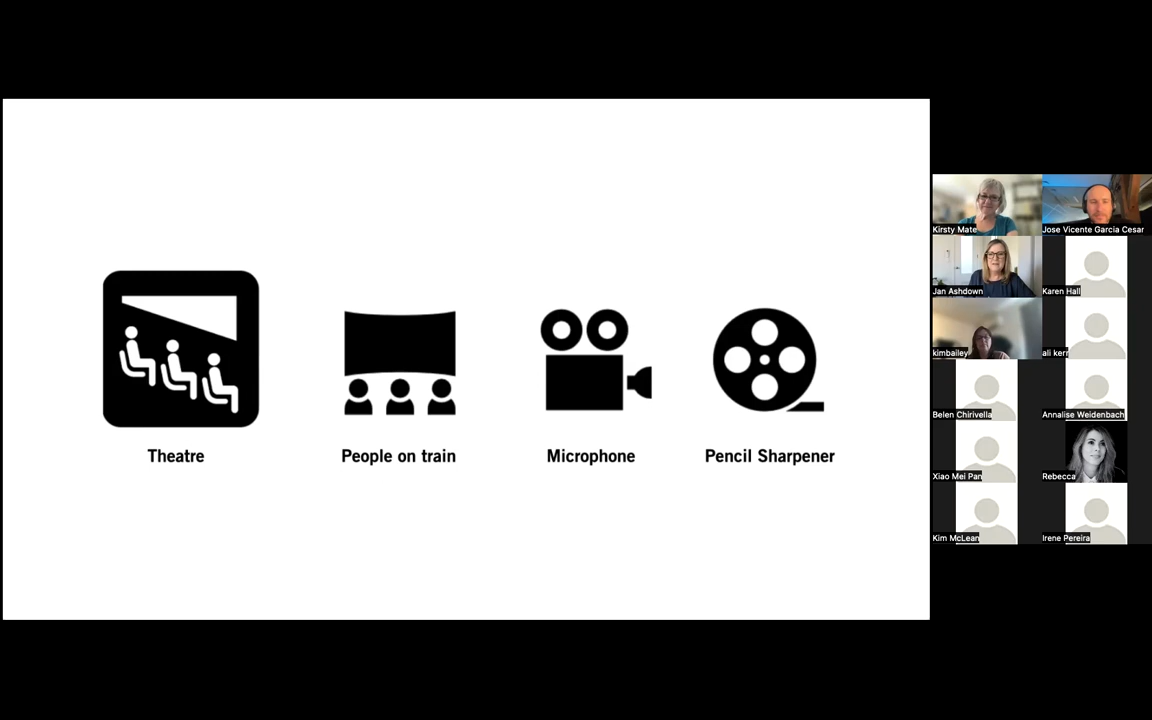 Theatre
People on train
Microphone
Pencil Sharpener
Kirsty Mate
Jose Vicente Garcia Cesar
Jan Ashdown
Karen Hall
kimbailey
ali kerr
Belen Chirivella
Annalise Weidenbach
Xiao Mei Pan
Rebecca
Kim McLean
Irene Pereira